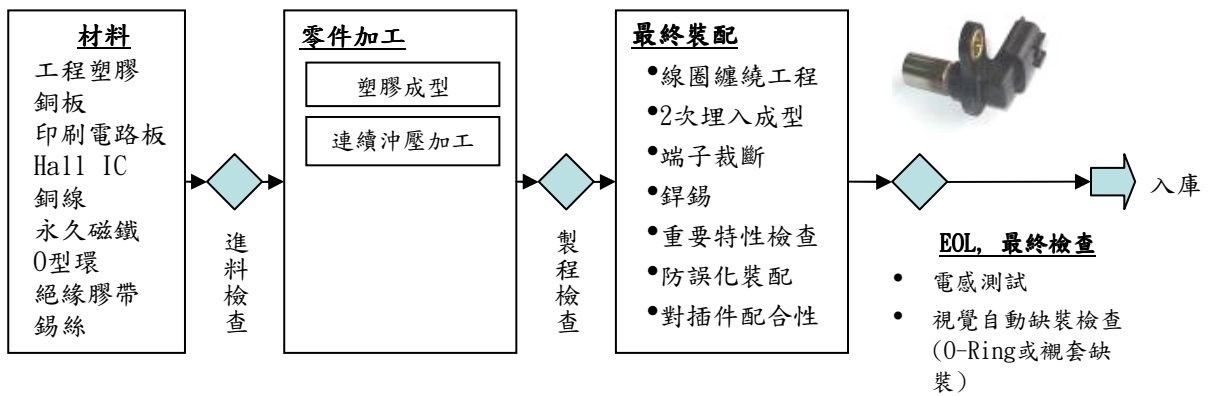 材料
工程塑膠
銅板
印刷電路板
Hall IC
銅線
永久磁鐵
O型環
絕緣膠帶
錫絲
進料檢查
零件加工
塑膠成型
連續沖壓加工
製程檢查
最終裝配
•線圈纏繞工程
•2次埋入成型
•端子裁斷
•銲錫
•重要特性檢查
•防誤化裝配
•對插件配合性
入庫
EOL, 最終檢查
• 電感測試
• 視覺自動缺裝檢查
(O-Ring或襯套缺
裝)